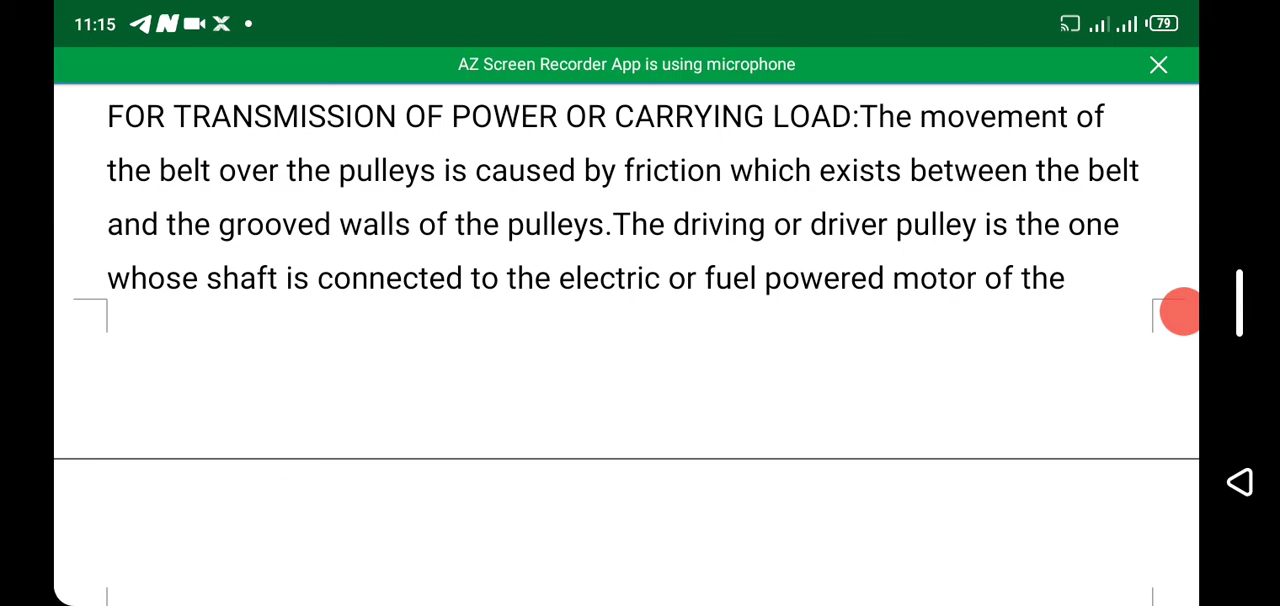 11:15
79
AZ Screen Recorder App is using microphone
FOR TRANSMISSION OF POWER OR CARRYING LOAD:The movement of
the belt over the pulleys is caused by friction which exists between the belt
and the grooved walls of the pulleys.The driving or driver pulley is the one
whose shaft is connected to the electric or fuel powered motor of the